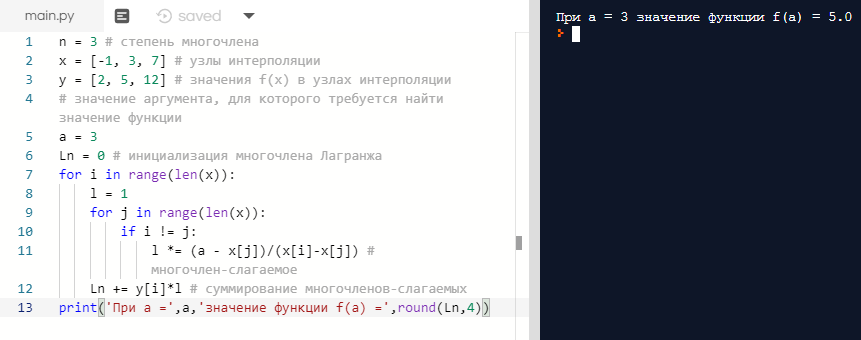 main.py
saved
1 n = 3 # степень многочлена
2 x = [-1, 3, 7] # узлы интерполяции
3 y = [2, 5, 12] # значения f(x) в узлах интерполяции
4 # значение аргумента, для которого требуется найти
значение функции
5 a = 3
6 Ln = 0 # инициализация многочлена Лагранжа
7 for i in range(len(x)):
8 l = 1
9 for j in range(len(x)):
10 if i != j:
11 l *= (a - x[j])/(x[i]-x[j]) #
многочлен-слагаемое
12 Ln += y[i]*l # суммирование многочленов-слагаемых
13 print('При a =',a,'значение функции f(a) =',round(Ln,4))
При a = 3 значение функции f(a) = 5.0